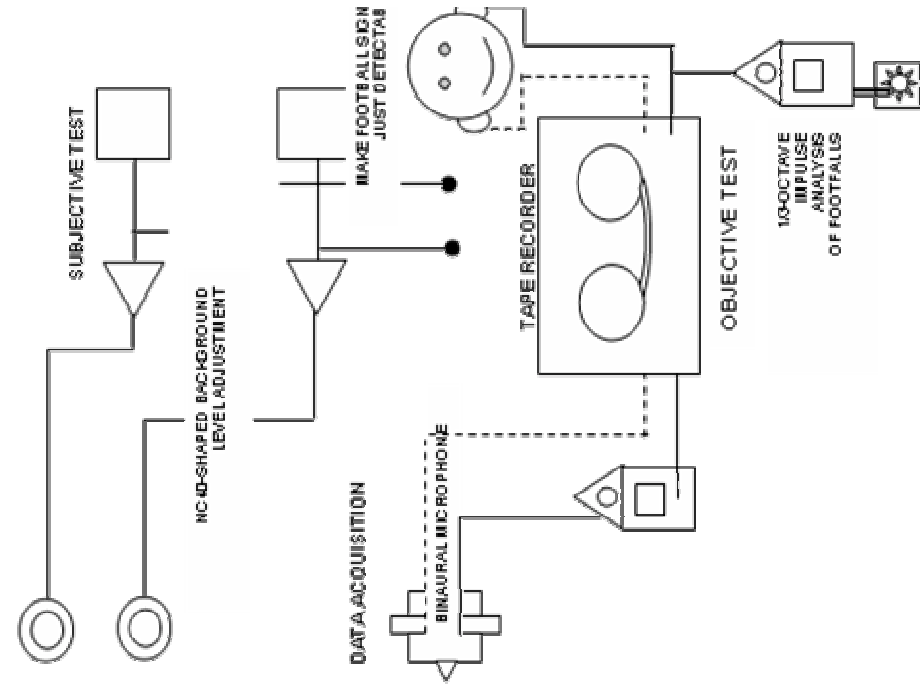 SUBJECTIVE TEST
NC40-SHAPED BACKGROUND
LEVEL ADJUSTMENT
MAKE FOOTBALL SIGN
JUST DETECTAB
DATA ACQUISITION
BINAURAL MICROPHONE
TAPE RECORDER
OBJECTIVE TEST
1/3-OCTAVE
IMPULSE
ANALYSIS
OF FOOTFALLS